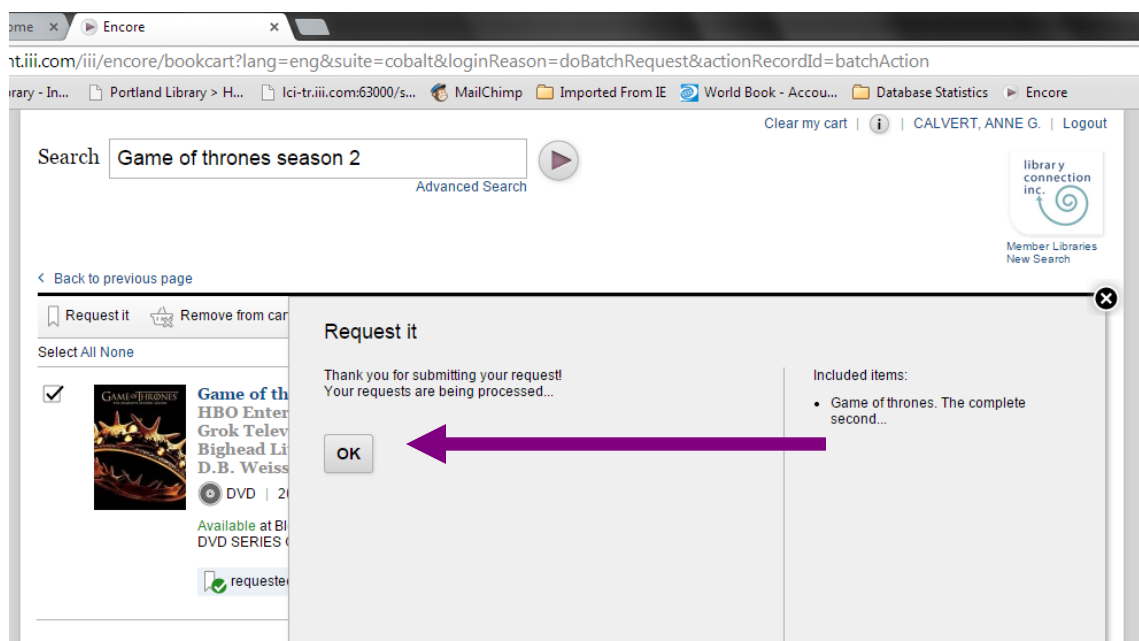 ome
Encore
nt.iii.com/iii/encore/bookcart?lang=eng&suite=cobalt&loginReason=doBatchRequest&actionRecordId=batchAction
rary - In... Portland Library > H... lci-tr.iii.com:63000/s... MailChimp Imported From IE World Book - Accou... Database Statistics Encore
Clear my cart | i | CALVERT, ANNE G. | Logout
Search Game of thrones season 2
Advanced Search
library
connection
inc.
Member Libraries
New Search
< Back to previous page
Request it Remove from car
Select All None
Request it
Thank you for submitting your request!
Your requests are being processed...
OK
Included items:
• Game of thrones. The complete
second...
GAME OF THRONES
Game of th
HBO Enter
Grok Telev
Bighead Li
D.B. Weiss
DVD | 20
Available at Bl
DVD SERIES
requeste